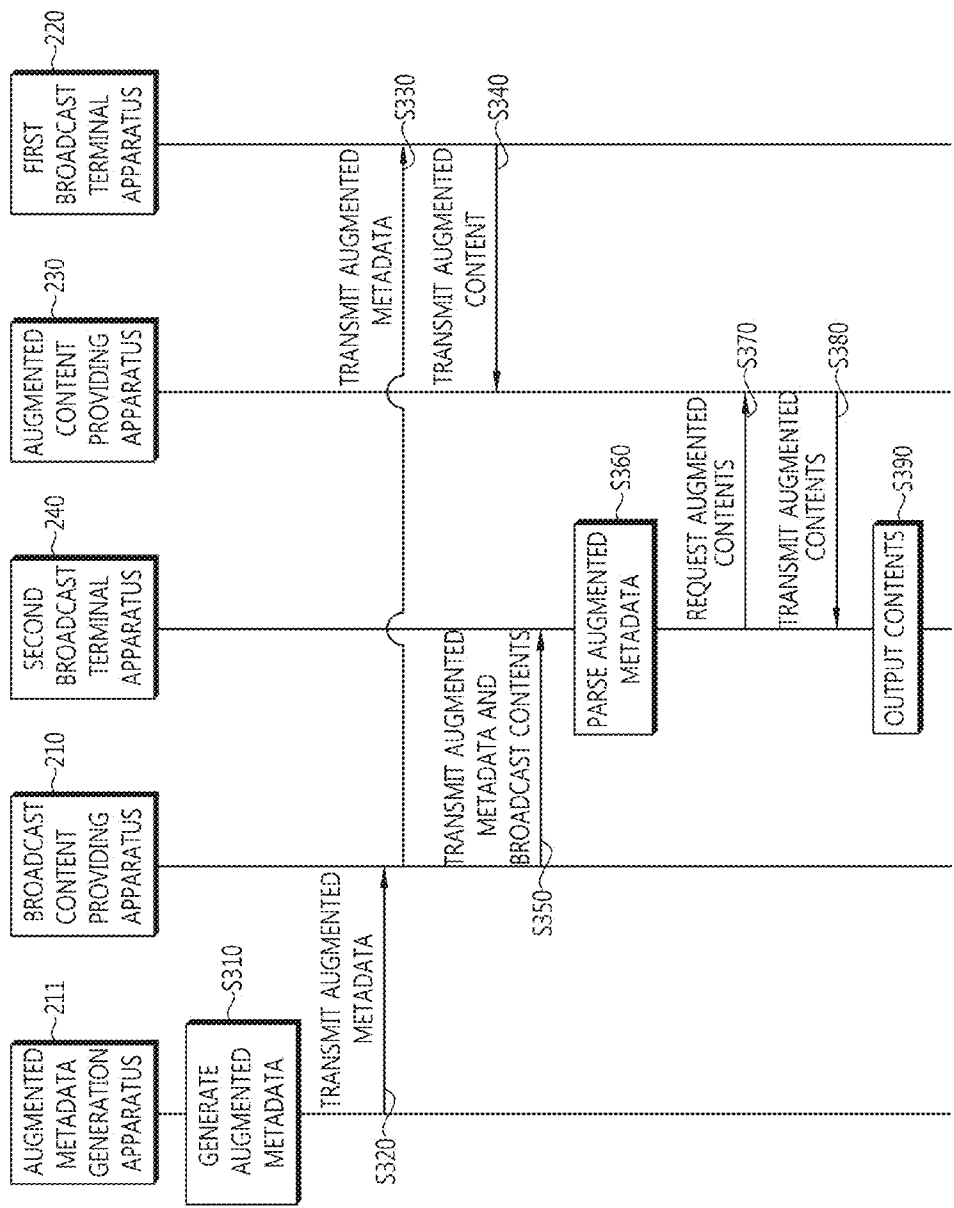 AUGMENTED
METADATA
GENERATION
APPARATUS
211
BROADCAST
CONTENT
PROVIDING
APPARATUS
210
SECOND
BROADCAST
TERMINAL
APPARATUS
240
AUGMENTED
CONTENT
PROVIDING
APPARATUS
230
FIRST
BROADCAST
TERMINAL
APPARATUS
220
GENERATE
AUGMENTED
METADATA
S310
TRANSMIT AUGMENTED
METADATA
S320
TRANSMIT AUGMENTED
METADATA
S330
TRANSMIT AUGMENTED
CONTENT
S340
TRANSMIT AUGMENTED
METADATA AND
BROADCAST CONTENTS
S350
PARSE AUGMENTED
METADATA
S360
REQUEST AUGMENTED
CONTENTS
S370
TRANSMIT AUGMENTED
CONTENTS
S380
OUTPUT CONTENTS
S390